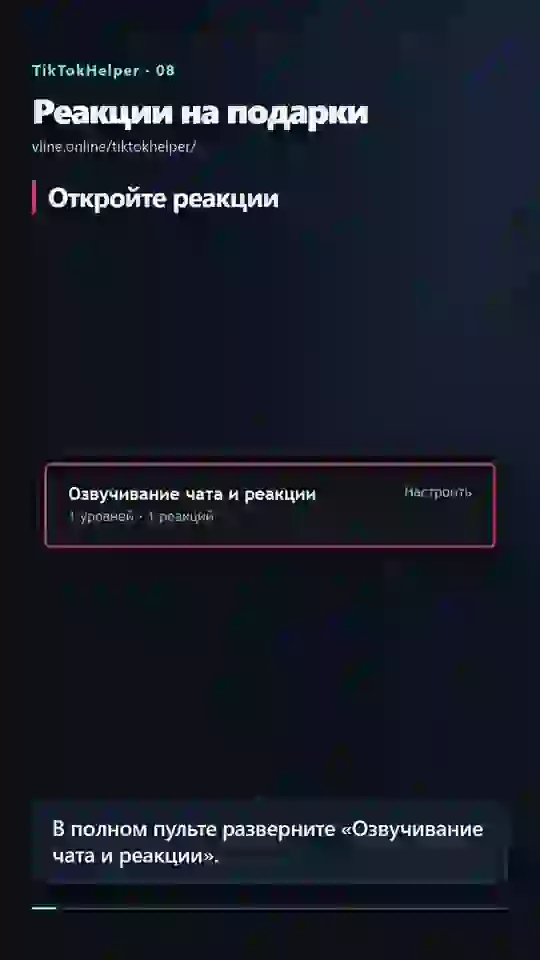 TikTokHelper · 08
Реакции на подарки
vline.online/tiktokhelper/
Откройте реакции
Озвучивание чата и реакции
Настроить
1 уровней · 1 реакций
В полном пульте разверните «Озвучивание
чата и реакции».